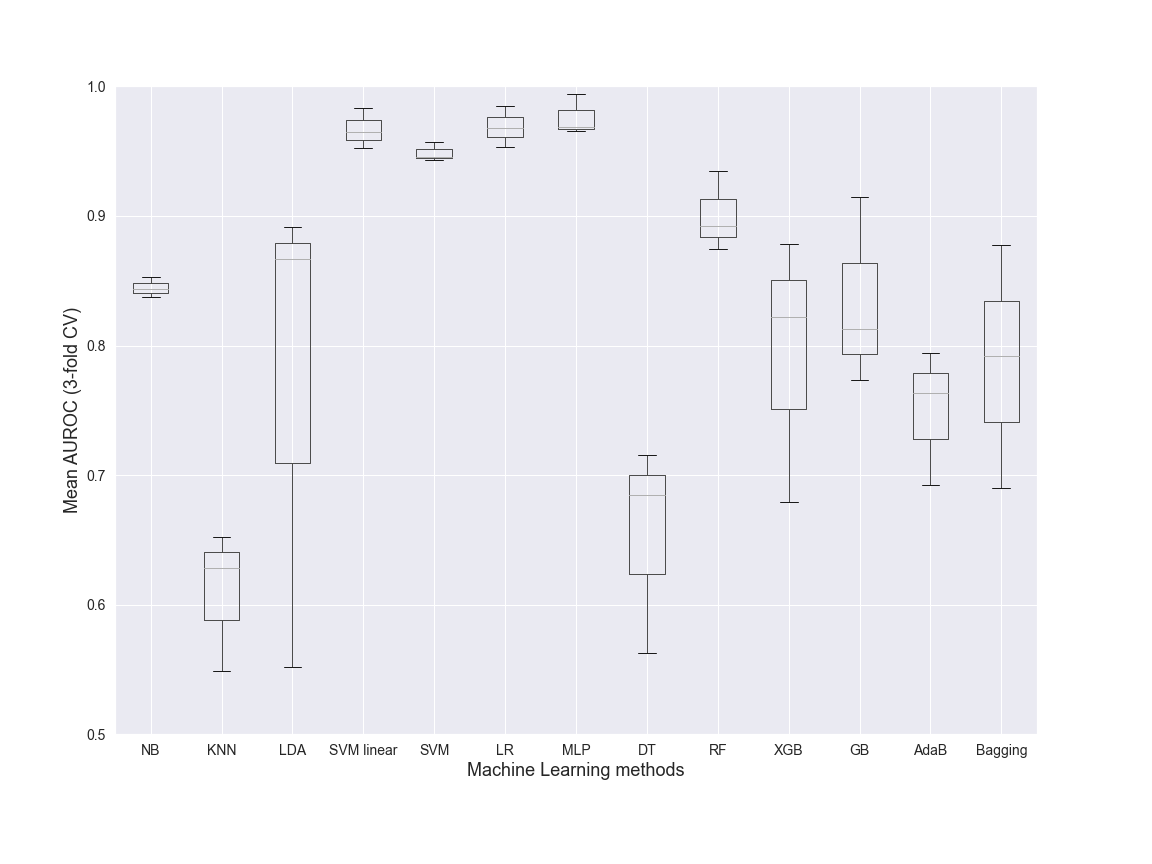 Mean AUROC (3-fold CV)
1.0
0.9
0.8
0.7
0.6
0.5
NB KNN LDA SVM linear SVM LR MLP DT RF XGB GB AdaB Bagging
Machine Learning methods